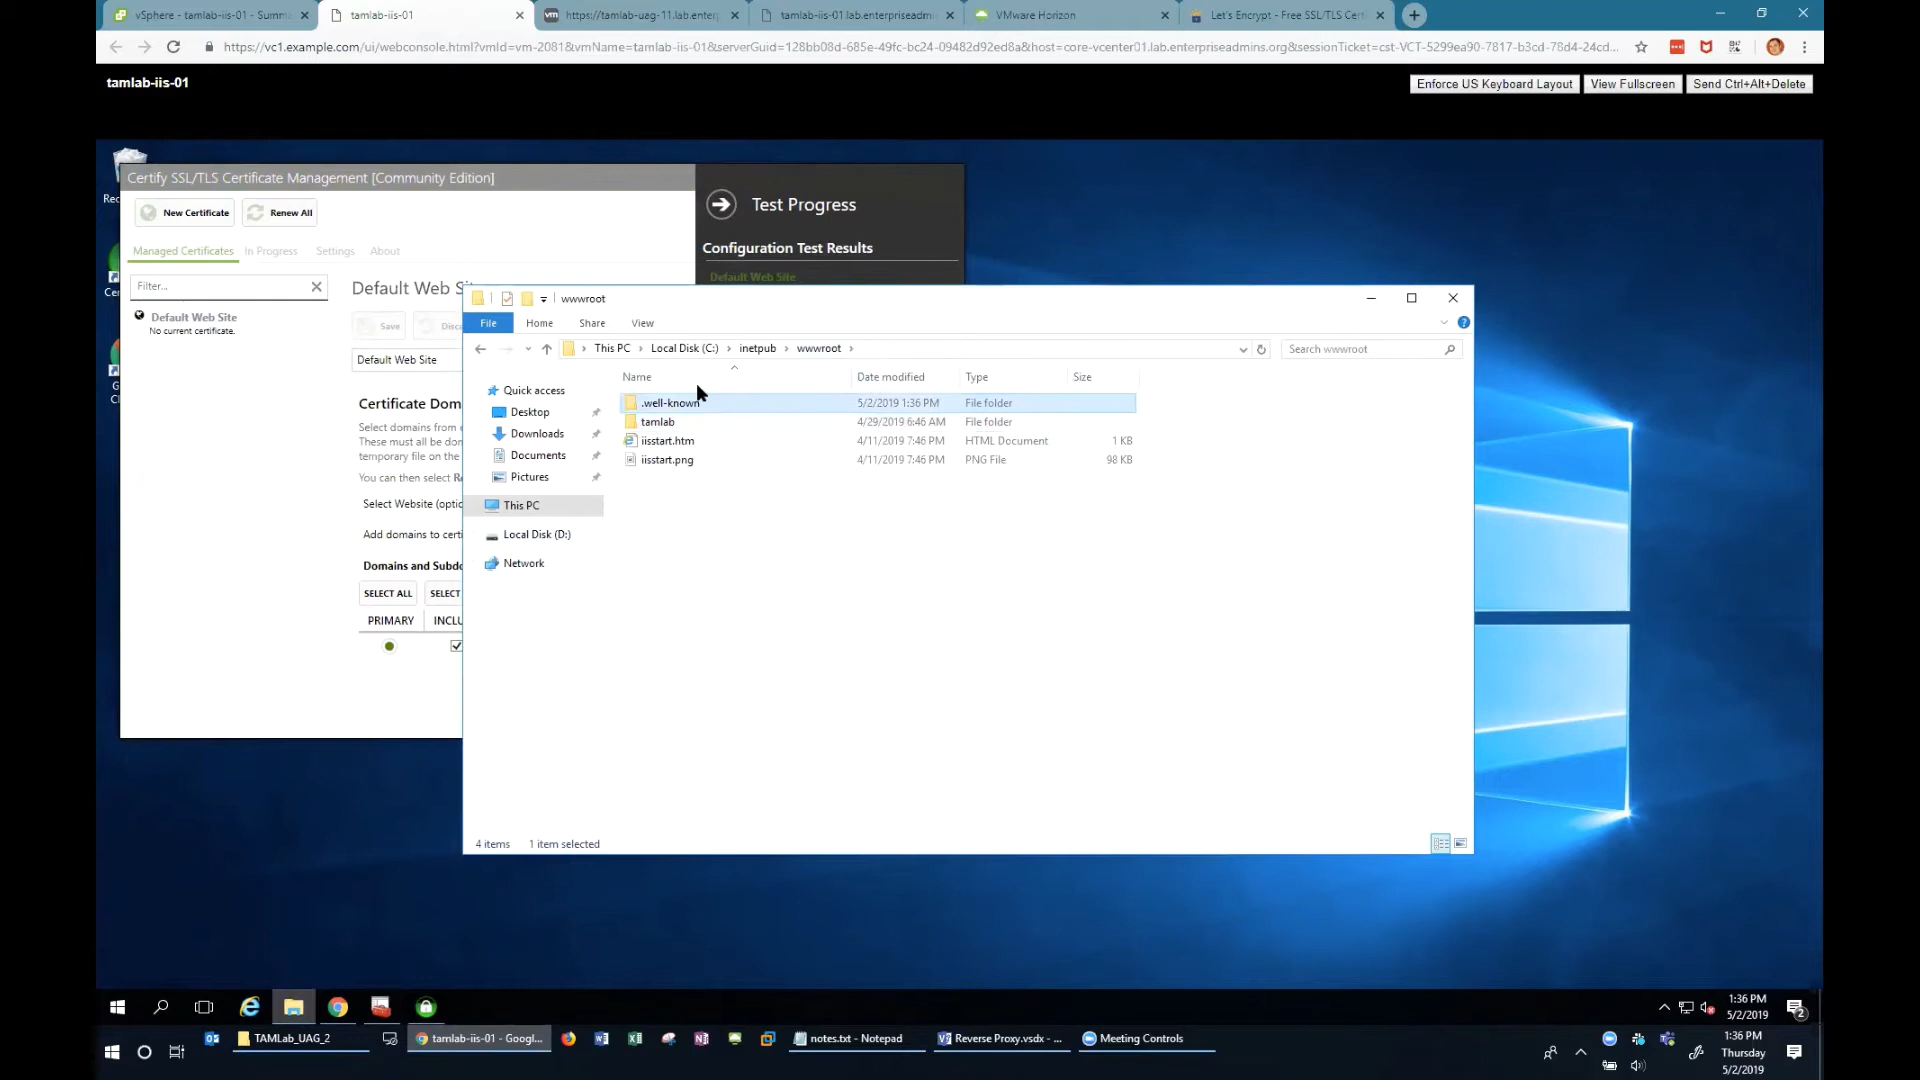 vSphere - tamlab-iis-01 - Summ
tamlab-iis-01
https://tamlab-uag-11.lab.enterp
tamlab-iis-01.lab.enterpriseadmi
VMware Horizon
Let's Encrypt - Free SSL/TLS Cert
https://vc1.example.com/ui/webconsole.html?vmId=vm-2081&vmName=tamlab-iis-01&serverGuid=128bb08d-685e-49fc-bc24-09482d92ed8a&host=core-vcenter01.lab.enterpriseadmins.org&sessionTicket=cst-VCT-5299ea90-7817-b3cd-78d4-24cd...
tamlab-iis-01
Enforce US Keyboard Layout
View Fullscreen
Send Ctrl+Alt+Delete
Rec
Certify SSL/TLS Certificate Management [Community Edition]
New Certificate
Renew All
Test Progress
Configuration Test Results
Managed Certificates
In Progress
Settings
About
Default Web Site
Filter...
Default Web Si
Default Web Site
No current certificate.
Save
Disca
Default Web Site
Certificate Dom
Select domains from
These must all be don
temporary file on the
You can then select R
Select Website (optio
Add domains to certi
Domains and Subdo
SELECT ALL
SELECT
PRIMARY
INCLU
wwwroot
File
Home
Share
View
This PC
Local Disk (C:)
inetpub
wwwroot
Search wwwroot
Name
Date modified
Type
Size
.well-known
5/2/2019 1:36 PM
File folder
tamlab
4/29/2019 6:46 AM
File folder
iisstart.htm
4/11/2019 7:46 PM
HTML Document
1 KB
iisstart.png
4/11/2019 7:46 PM
PNG File
98 KB
Quick access
Desktop
Downloads
Documents
Pictures
This PC
Local Disk (D:)
Network
4 items
1 item selected
1:36 PM
5/2/2019
2
TAMLab_UAG_2
tamlab-iis-01 - Googl...
notes.txt - Notepad
Reverse Proxy.vsdx - ...
Meeting Controls
1:36 PM
Thursday
5/2/2019